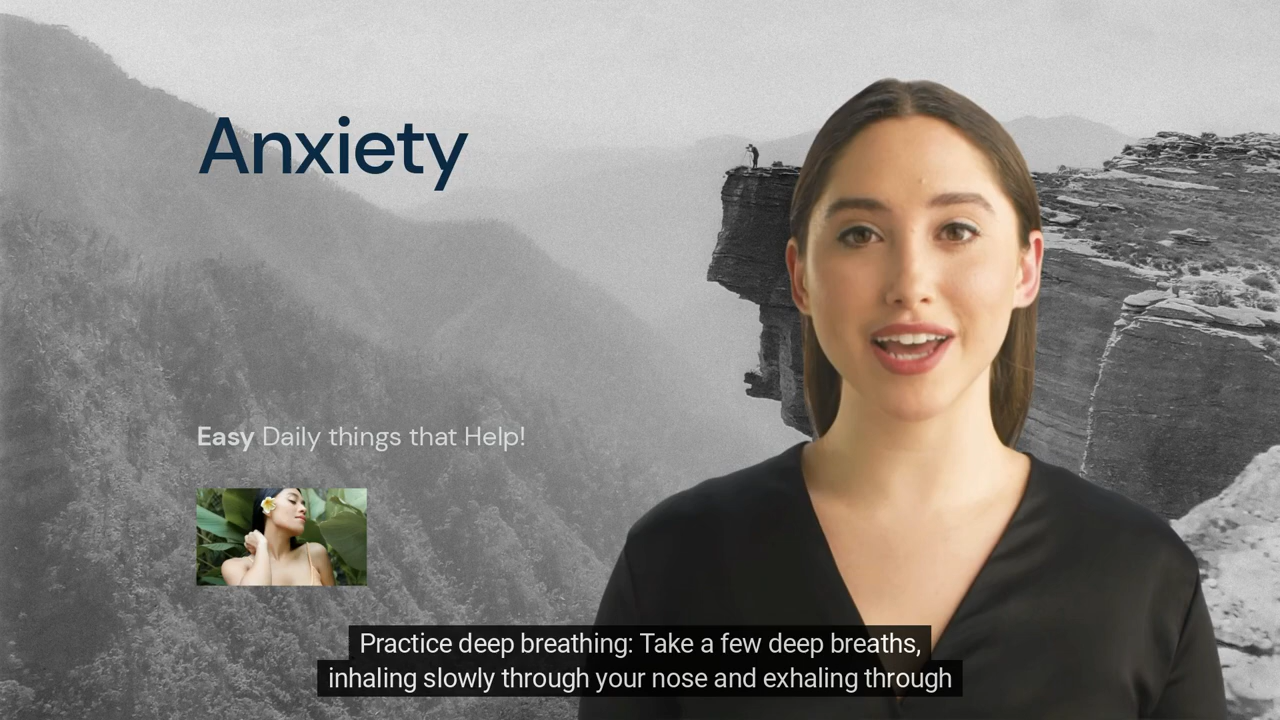 Anxiety
Easy Daily things that Help!
Practice deep breathing: Take a few deep breaths,
inhaling slowly through your nose and exhaling through